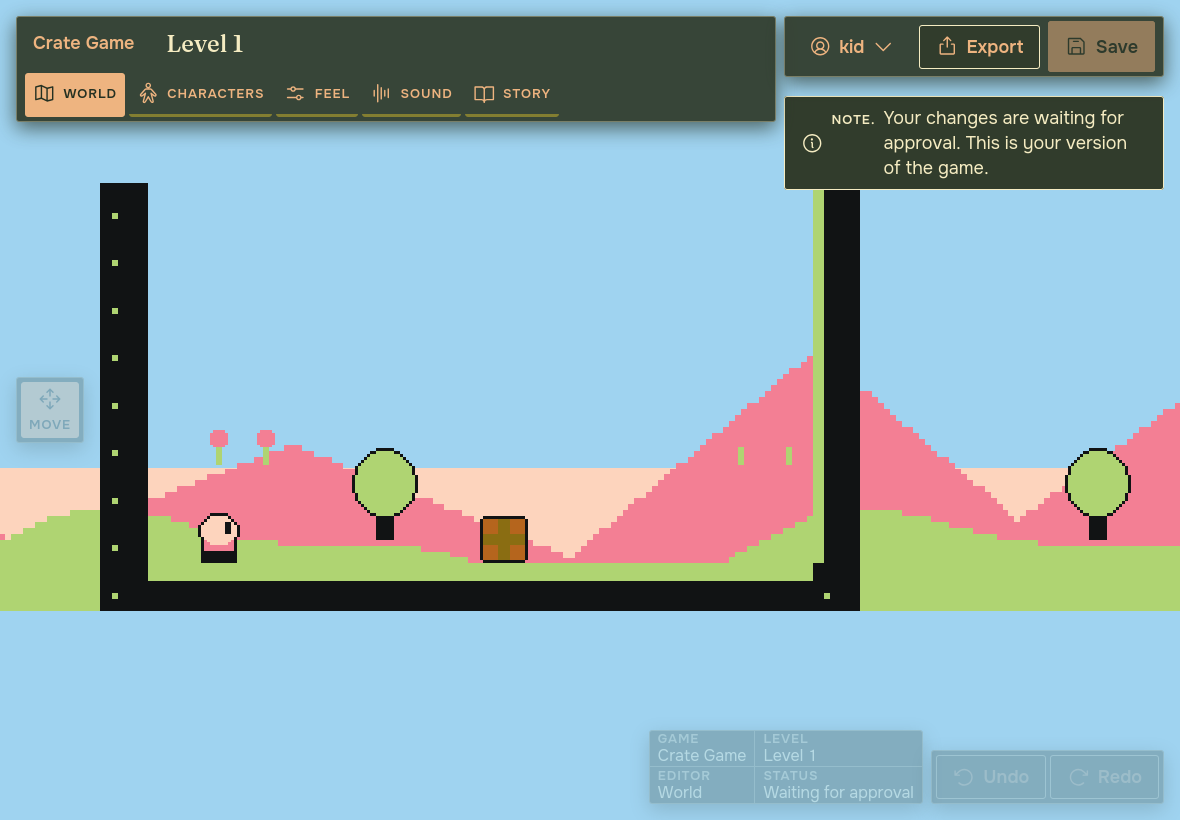 Crate Game
Level 1
WORLD
CHARACTERS
FEEL
SOUND
STORY
kid
Export
Save
NOTE.
Your changes are waiting for
approval. This is your version
of the game.
MOVE
GAME
Crate Game
LEVEL
Level 1
EDITOR
World
STATUS
Waiting for approval
Undo
Redo